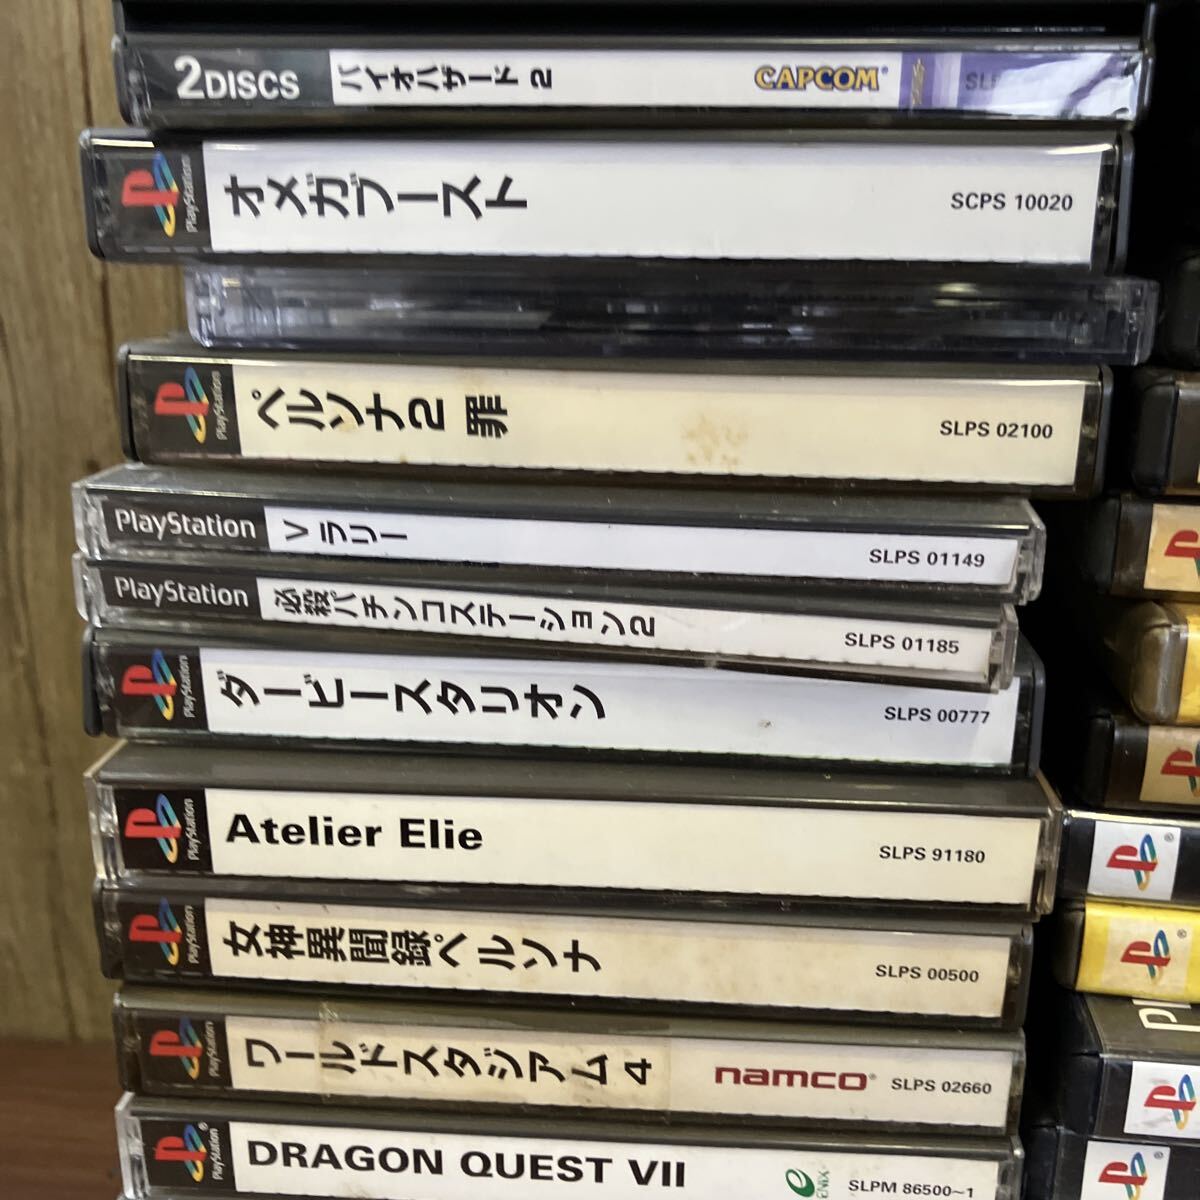 2DISCS バイオハザード 2 CAPCOM
PlayStation オメガブースト SCPS 10020
PlayStation ペルソナ2 罪 SLPS 02100
PlayStation V ラリー SLPS 01149
PlayStation 必殺パチンコステーション2 SLPS 01185
PlayStation ダービースタリオン SLPS 00777
PlayStation Atelier Elie SLPS 91180
PlayStation 女神異聞録ペルソナ SLPS 00500
PlayStation ワールドスタジアム 4 namco SLPS 02660
PlayStation DRAGON QUEST VII ENIX SLPM 86500~1